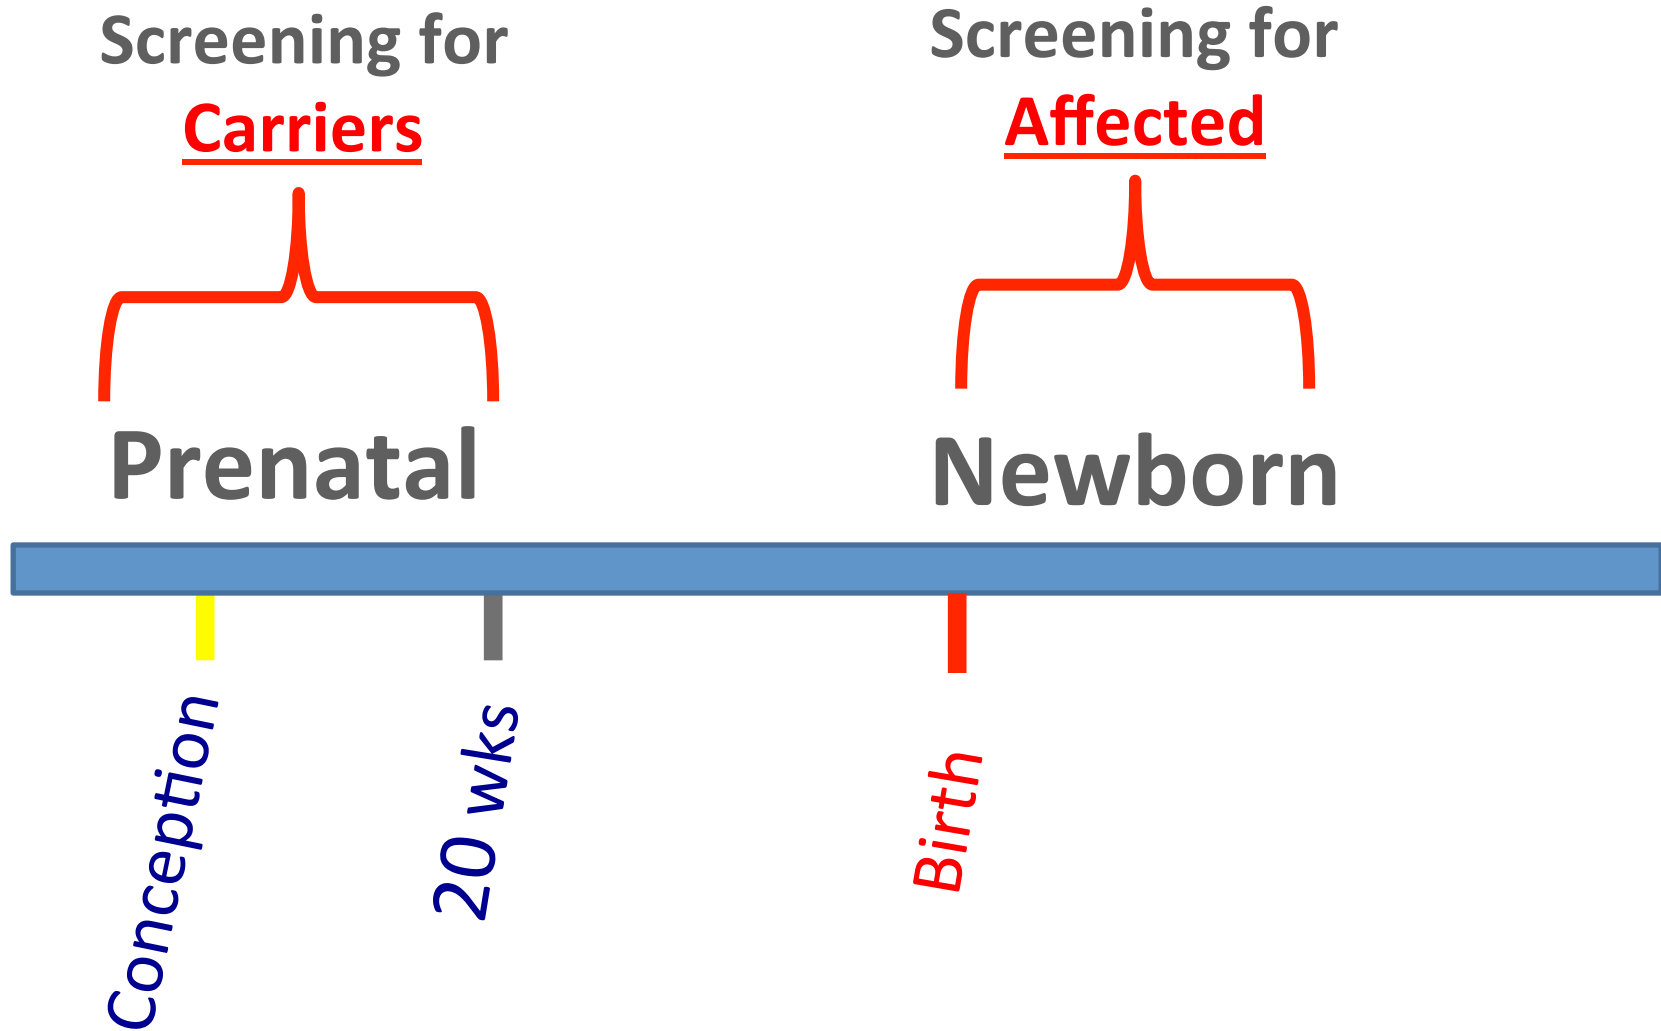 Screening for
Carriers
Screening for
Affected
Prenatal
Newborn
Conception
20 wks
Birth